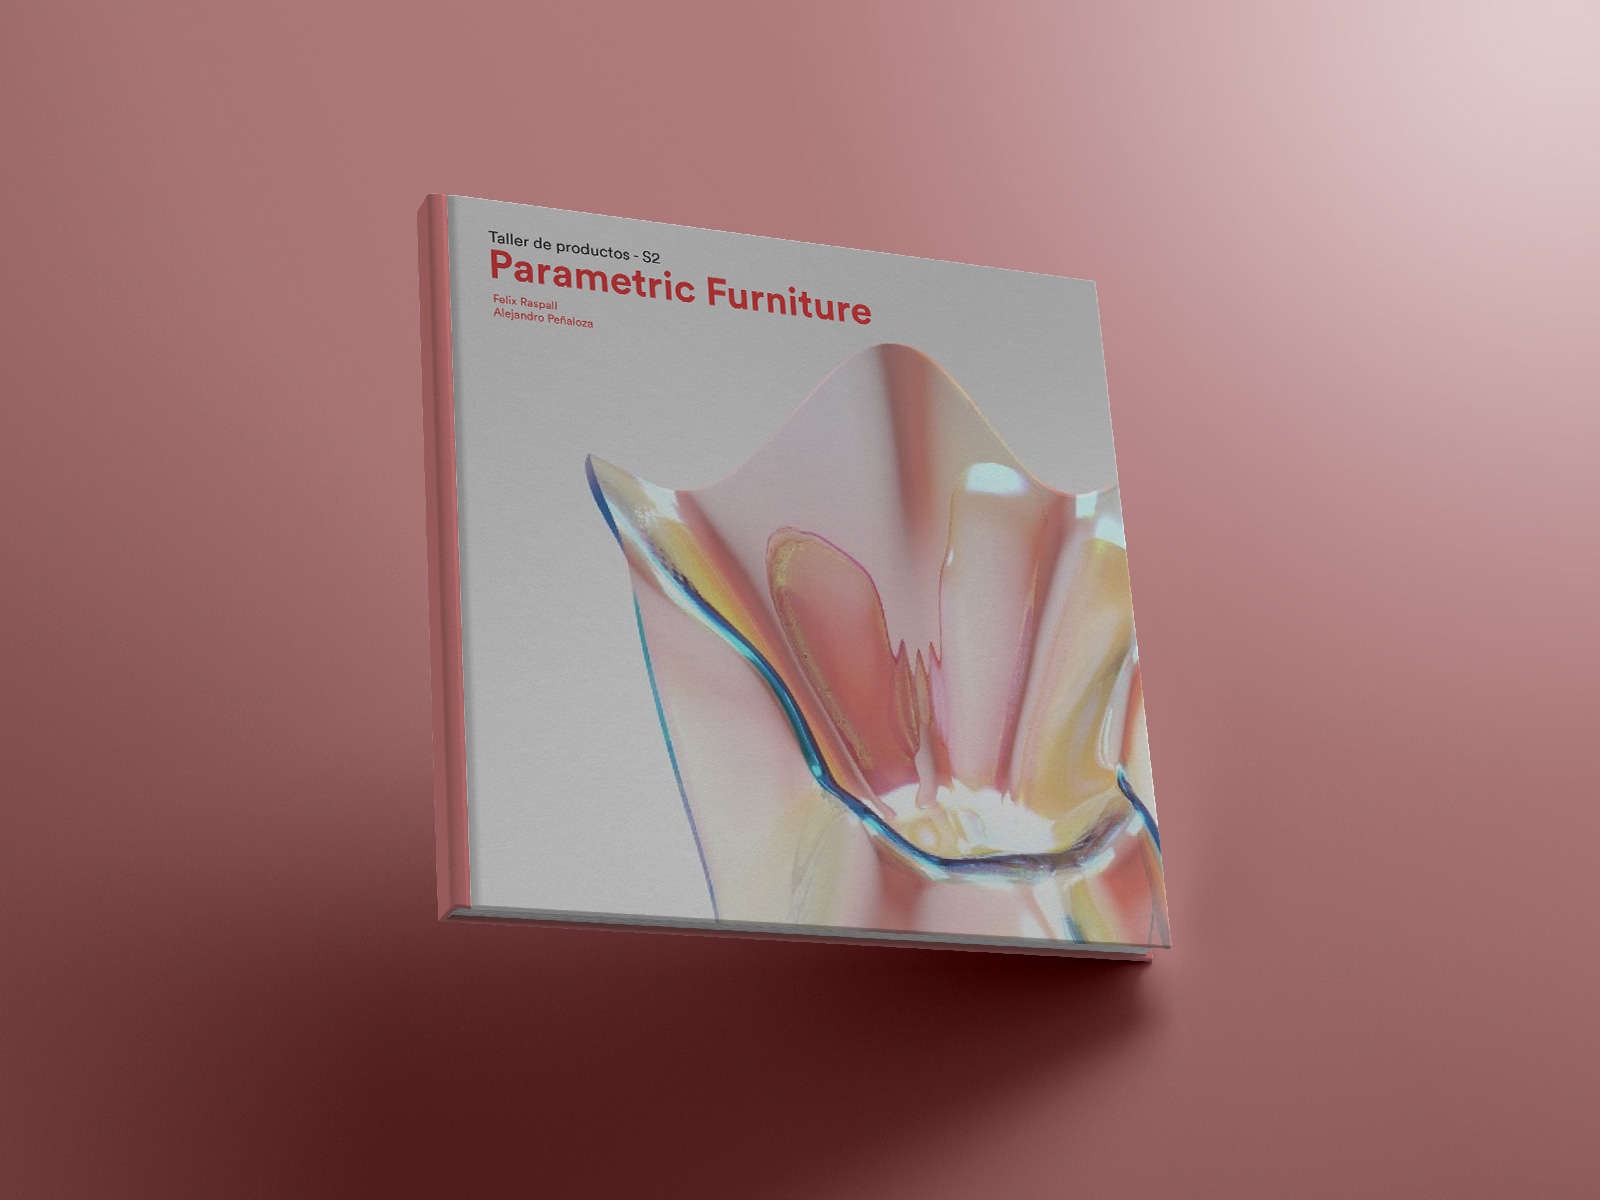 Taller de productos - S2
Parametric Furniture
Felix Raspall
Alejandro Peñaloza